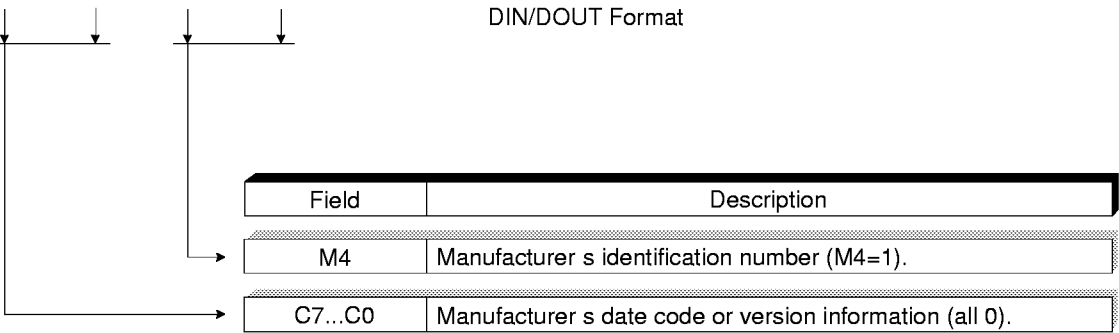 DIN/DOUT Format
Field Description
M4 Manufacturer s identification number (M4=1).
C7...C0 Manufacturer s date code or version information (all 0).